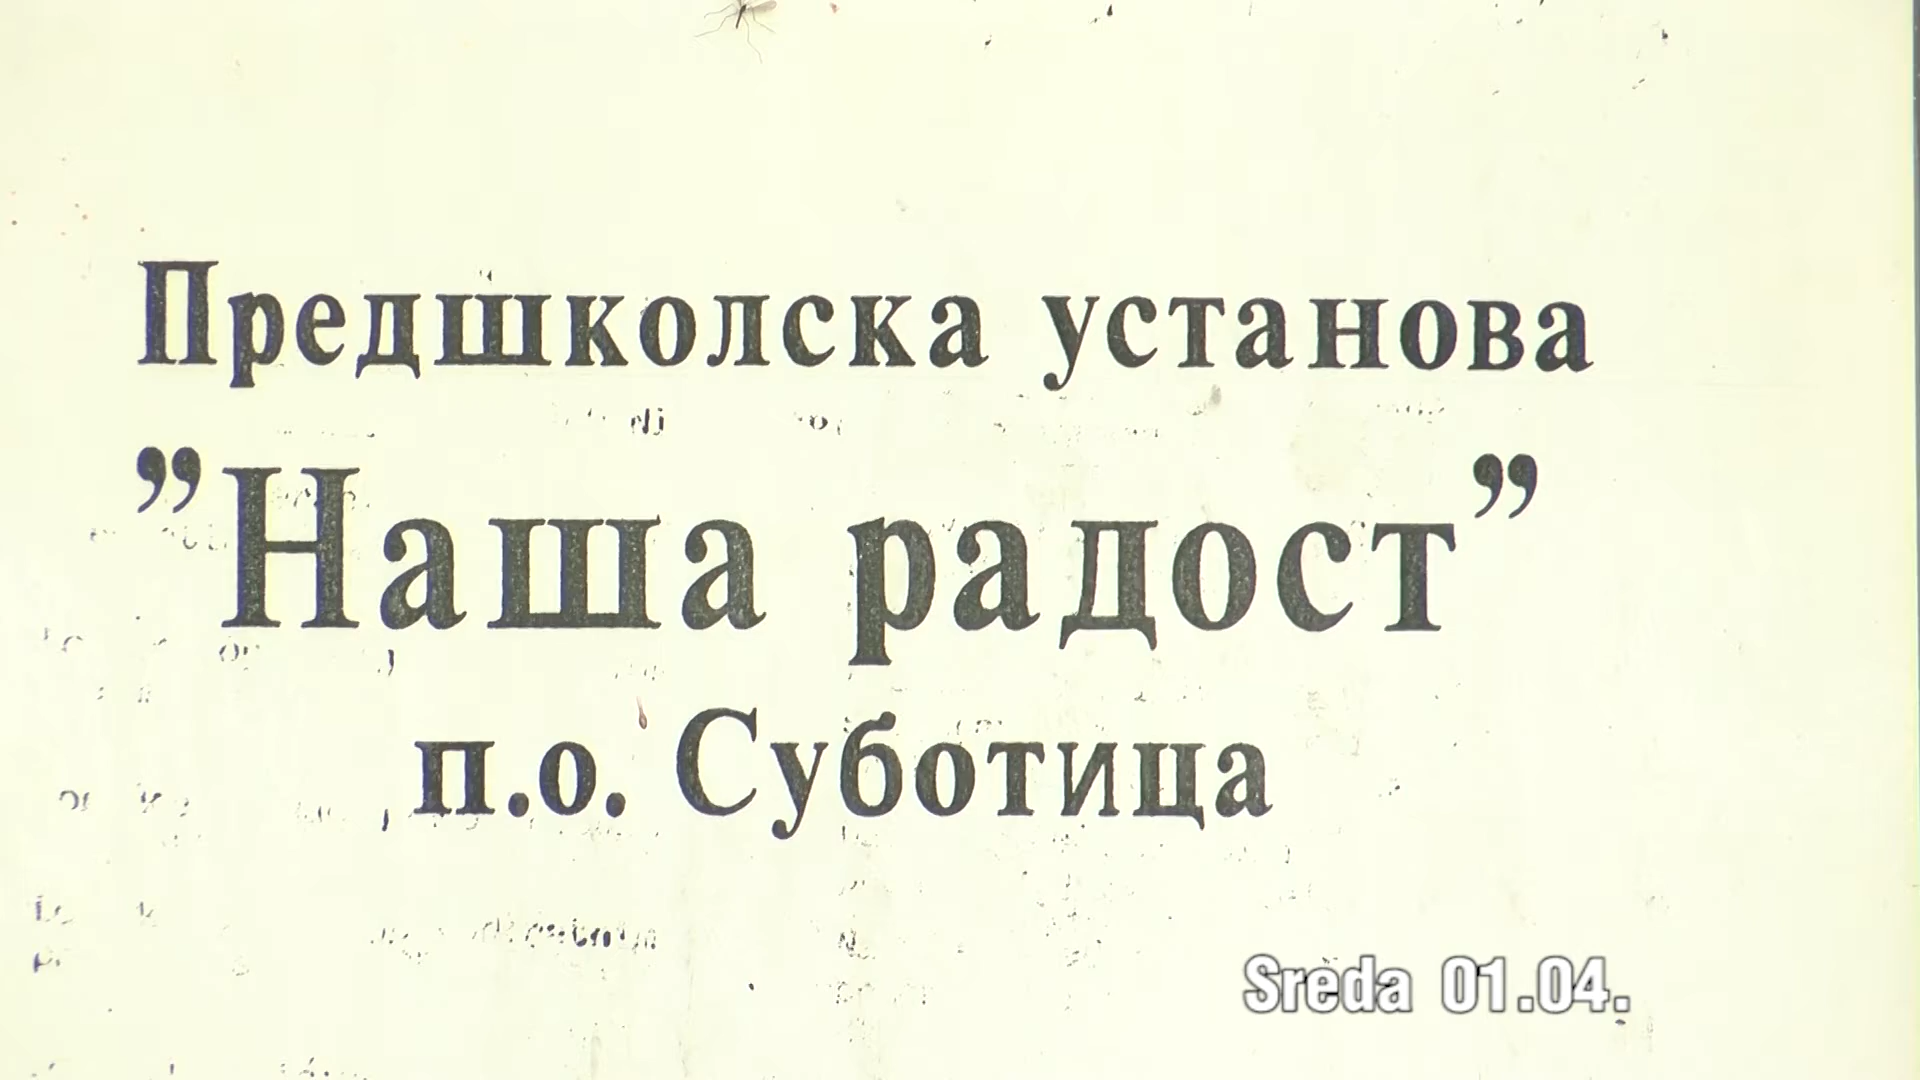 Предшколска установа
”Наша радост”
п.о. Суботица
Sreda 01.04.